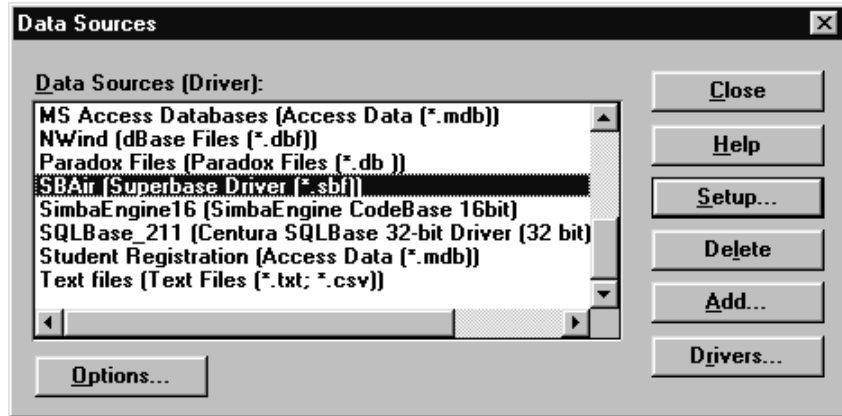 Data Sources
Data Sources (Driver):
MS Access Databases (Access Data (*.mdb))
NWind (dBase Files (*.dbf))
Paradox Files (Paradox Files (*.db ))
SBAir (Superbase Driver (*.sbf))
SimbaEngine16 (SimbaEngine CodeBase 16bit)
SQLBase_211 (Centura SQLBase 32-bit Driver (32 bit)
Student Registration (Access Data (*.mdb))
Text files (Text Files (*.txt; *.csv))
Options...
Close
Help
Setup...
Delete
Add...
Drivers...